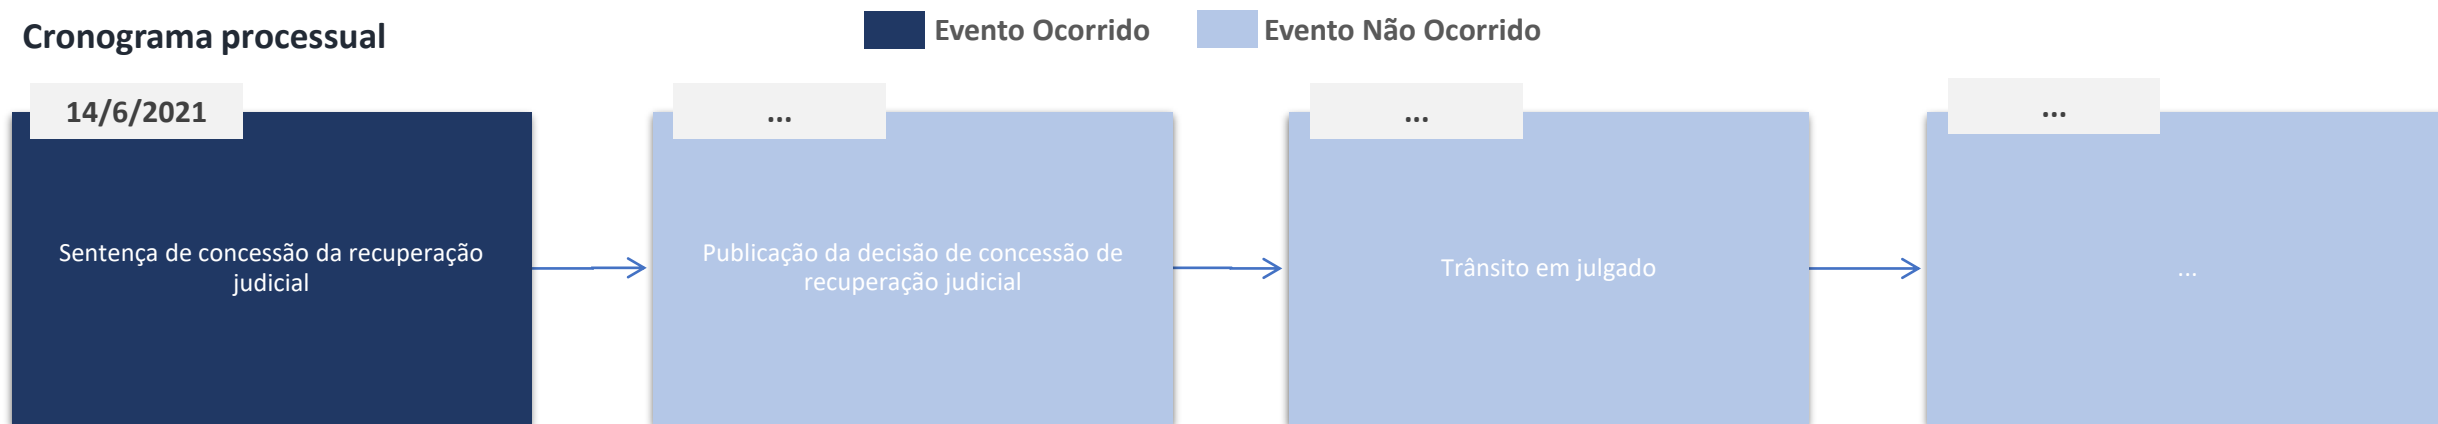 Cronograma processual
Evento Ocorrido
Evento Não Ocorrido
14/6/2021
Sentença de concessão da recuperação
judicial
...
Publicação da decisão de concessão de
recuperação judicial
...
Trânsito em julgado
...
...